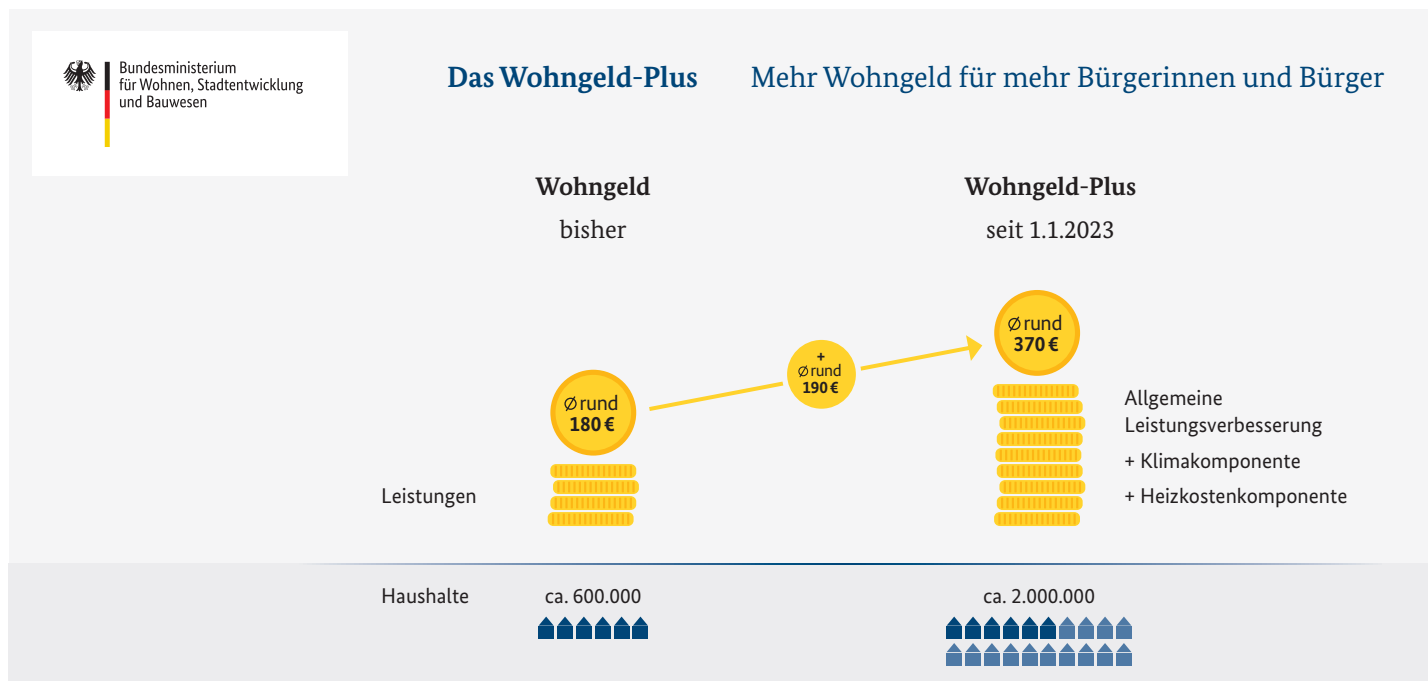 Bundesministerium
für Wohnen, Stadtentwicklung
und Bauwesen
Das Wohngeld-Plus Mehr Wohngeld für mehr Bürgerinnen und Bürger
Wohngeld
bisher
Wohngeld-Plus
seit 1.1.2023
Ø rund
180 €
+
Ø rund
190 €
Ø rund
370 €
Allgemeine
Leistungsverbesserung
+ Klimakomponente
+ Heizkostenkomponente
Leistungen
Haushalte
ca. 600.000
ca. 2.000.000